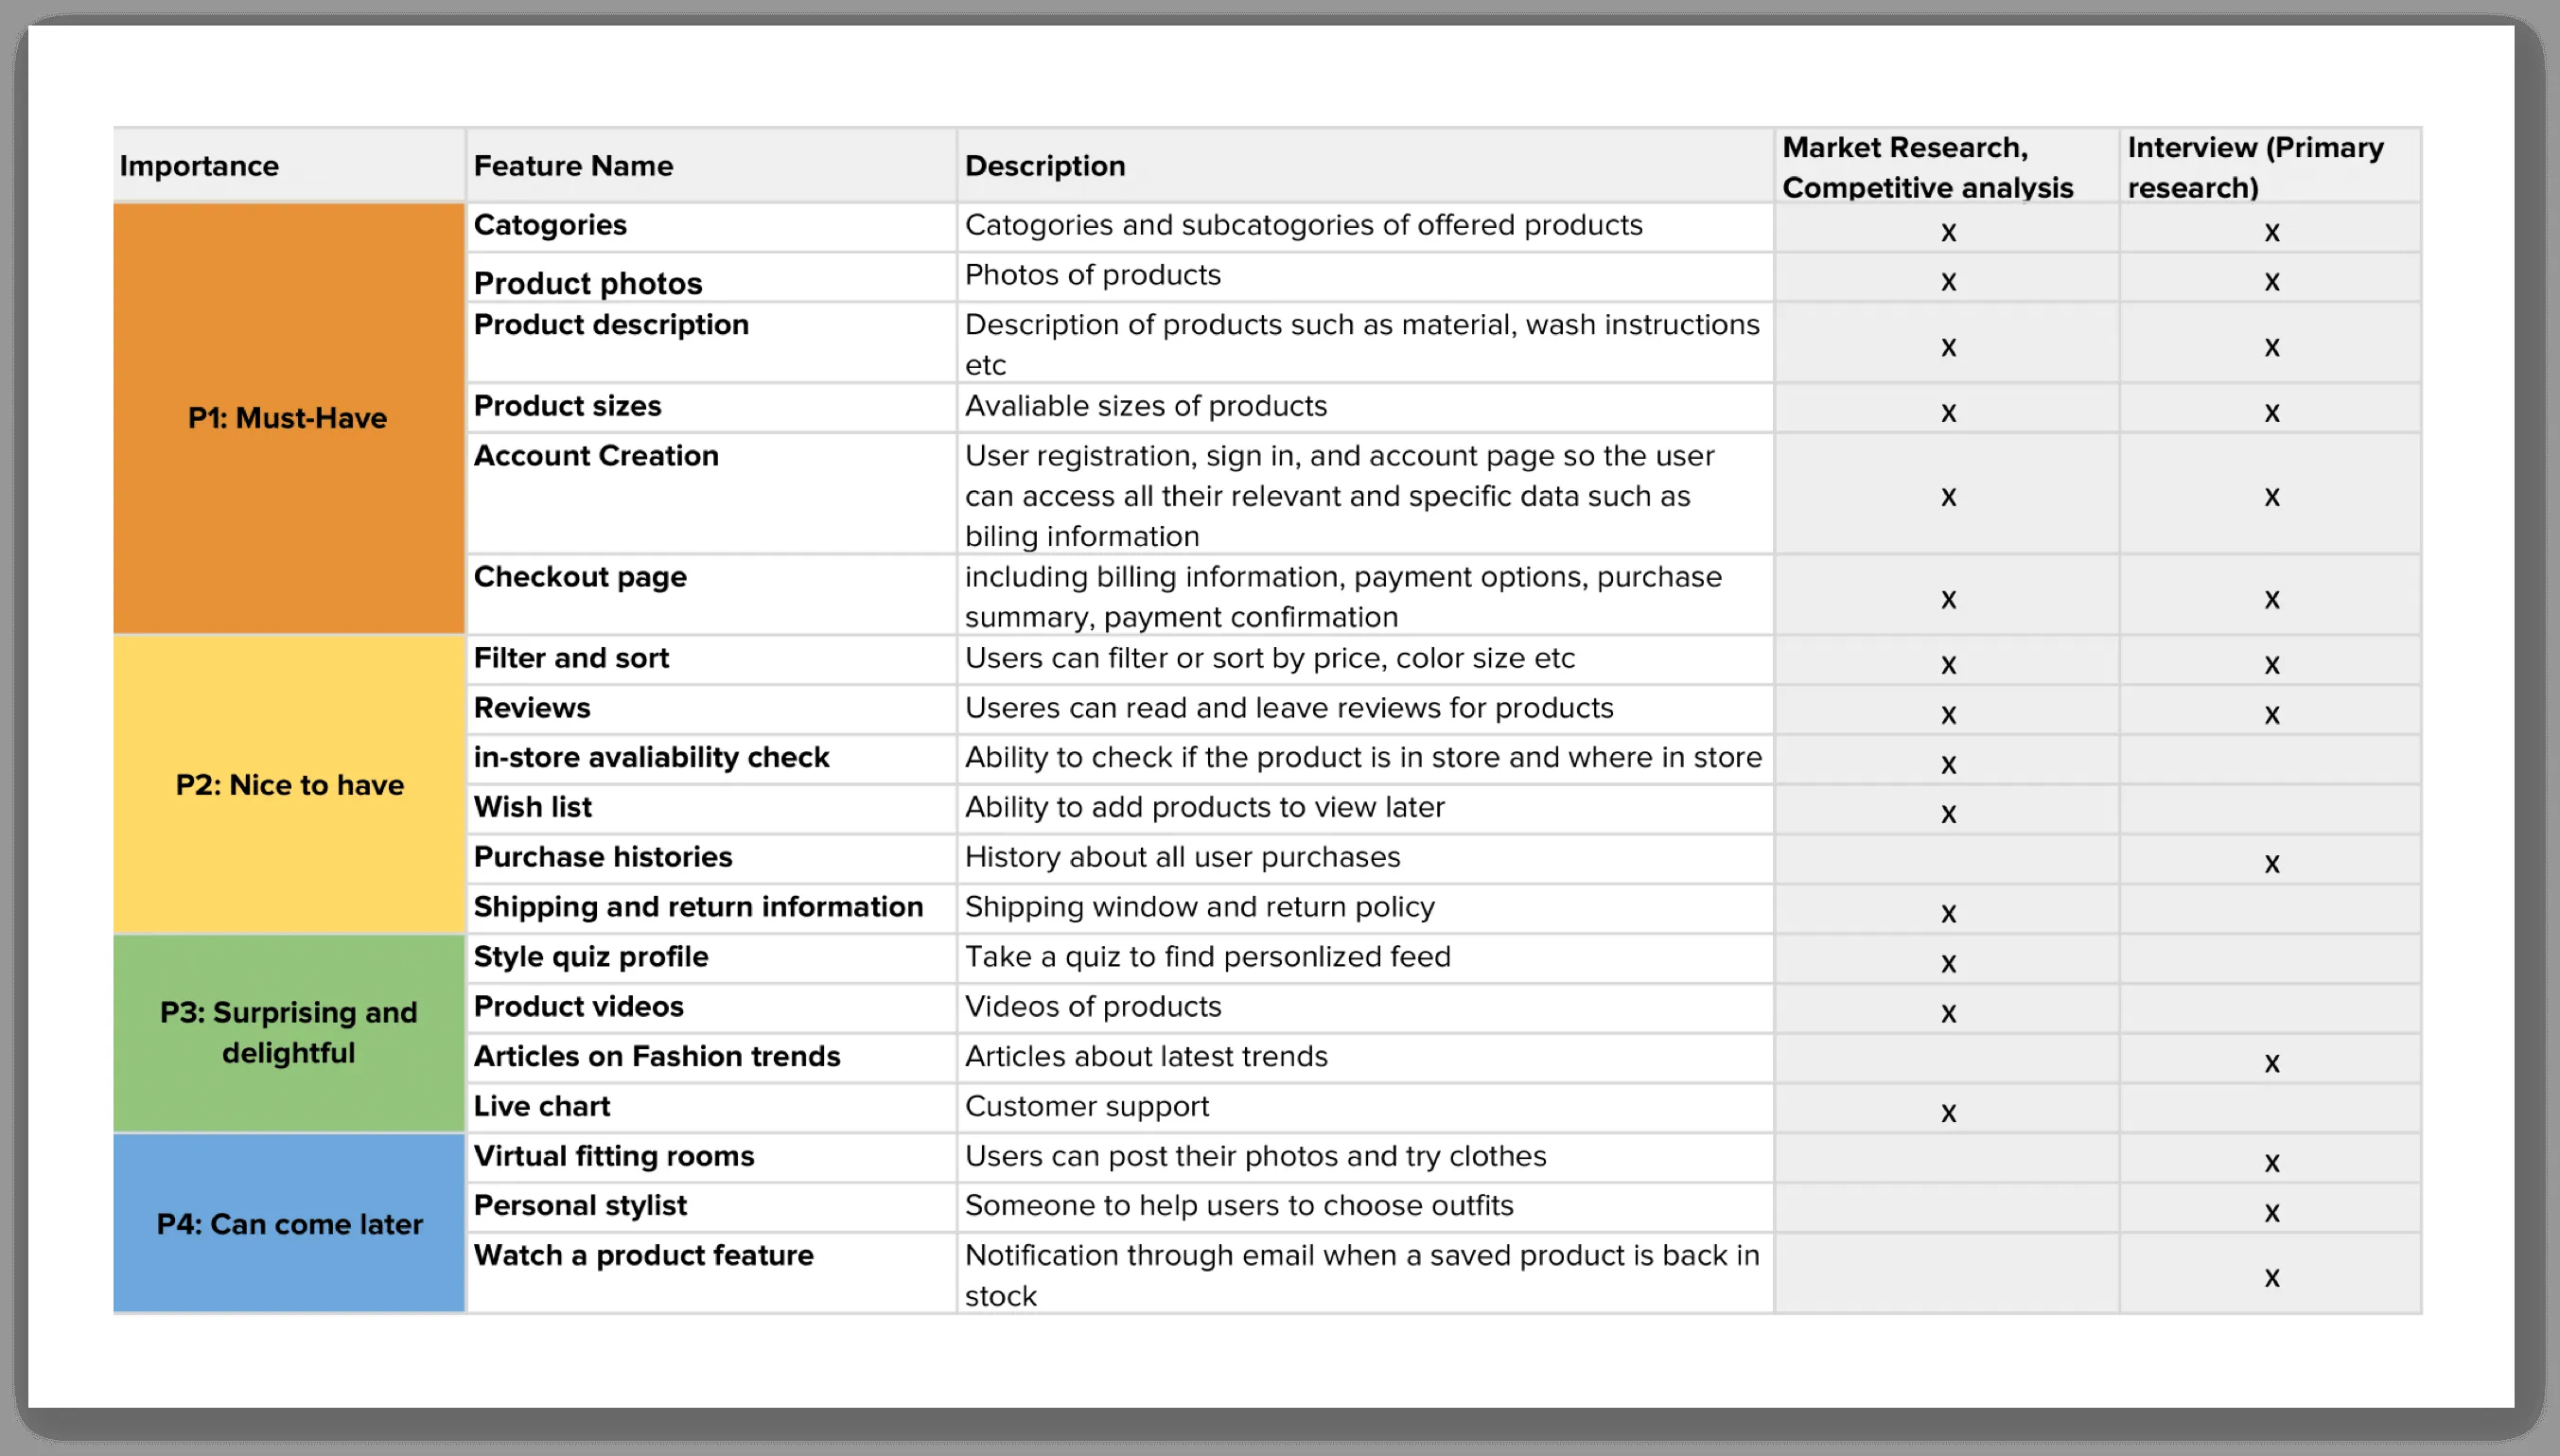 Importance Feature Name Description Market Research, Competitive analysis Interview (Primary research)
P1: Must-Have
Catogories Catogories and subcatogories of offered products x x
Product photos Photos of products x x
Product description Description of products such as material, wash instructions
etc x x
Product sizes Avaliable sizes of products x x
Account Creation User registration, sign in, and account page so the user
can access all their relevant and specific data such as
biling information x x
Checkout page including billing information, payment options, purchase
summary, payment confirmation x x
P2: Nice to have
Filter and sort Users can filter or sort by price, color size etc x x
Reviews Useres can read and leave reviews for products x x
in-store avaliability check Ability to check if the product is in store and where in store x
Wish list Ability to add products to view later x
Purchase histories History about all user purchases x
Shipping and return information Shipping window and return policy x
P3: Surprising and
delightful
Style quiz profile Take a quiz to find personlized feed x
Product videos Videos of products x
Articles on Fashion trends Articles about latest trends x
Live chart Customer support x
P4: Can come later
Virtual fitting rooms Users can post their photos and try clothes x
Personal stylist Someone to help users to choose outfits x
Watch a product feature Notification through email when a saved product is back in
stock x